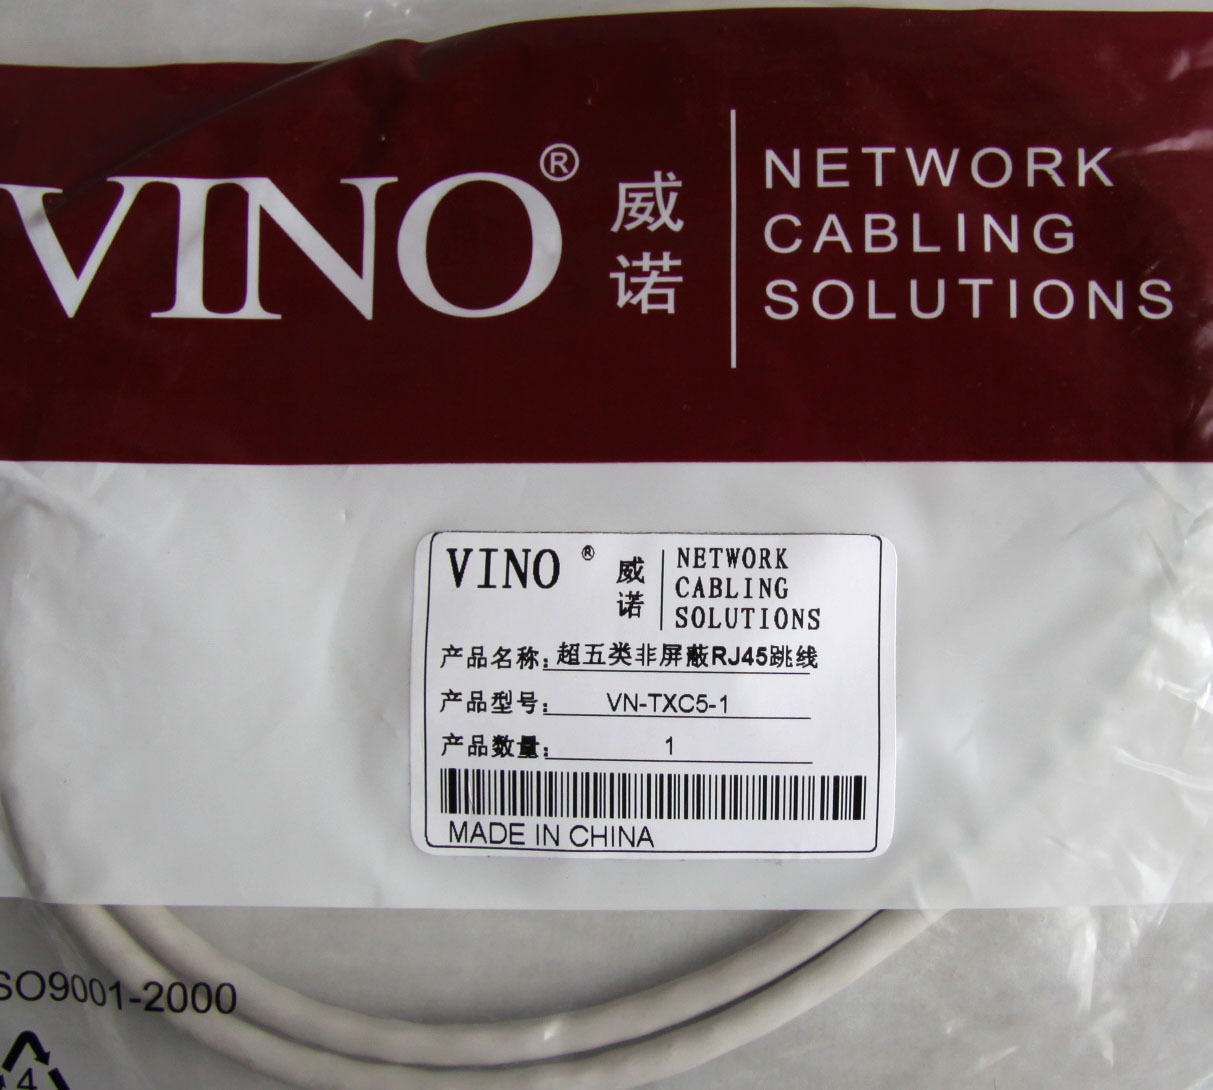 VINO® 威诺 NETWORK
CABLING
SOLUTIONS
VINO ® 威诺 NETWORK
CABLING
SOLUTIONS
产品名称: 超五类非屏蔽RJ45跳线
产品型号: VN-TXC5-1
产品数量: 1
MADE IN CHINA
SO9001-2000
4